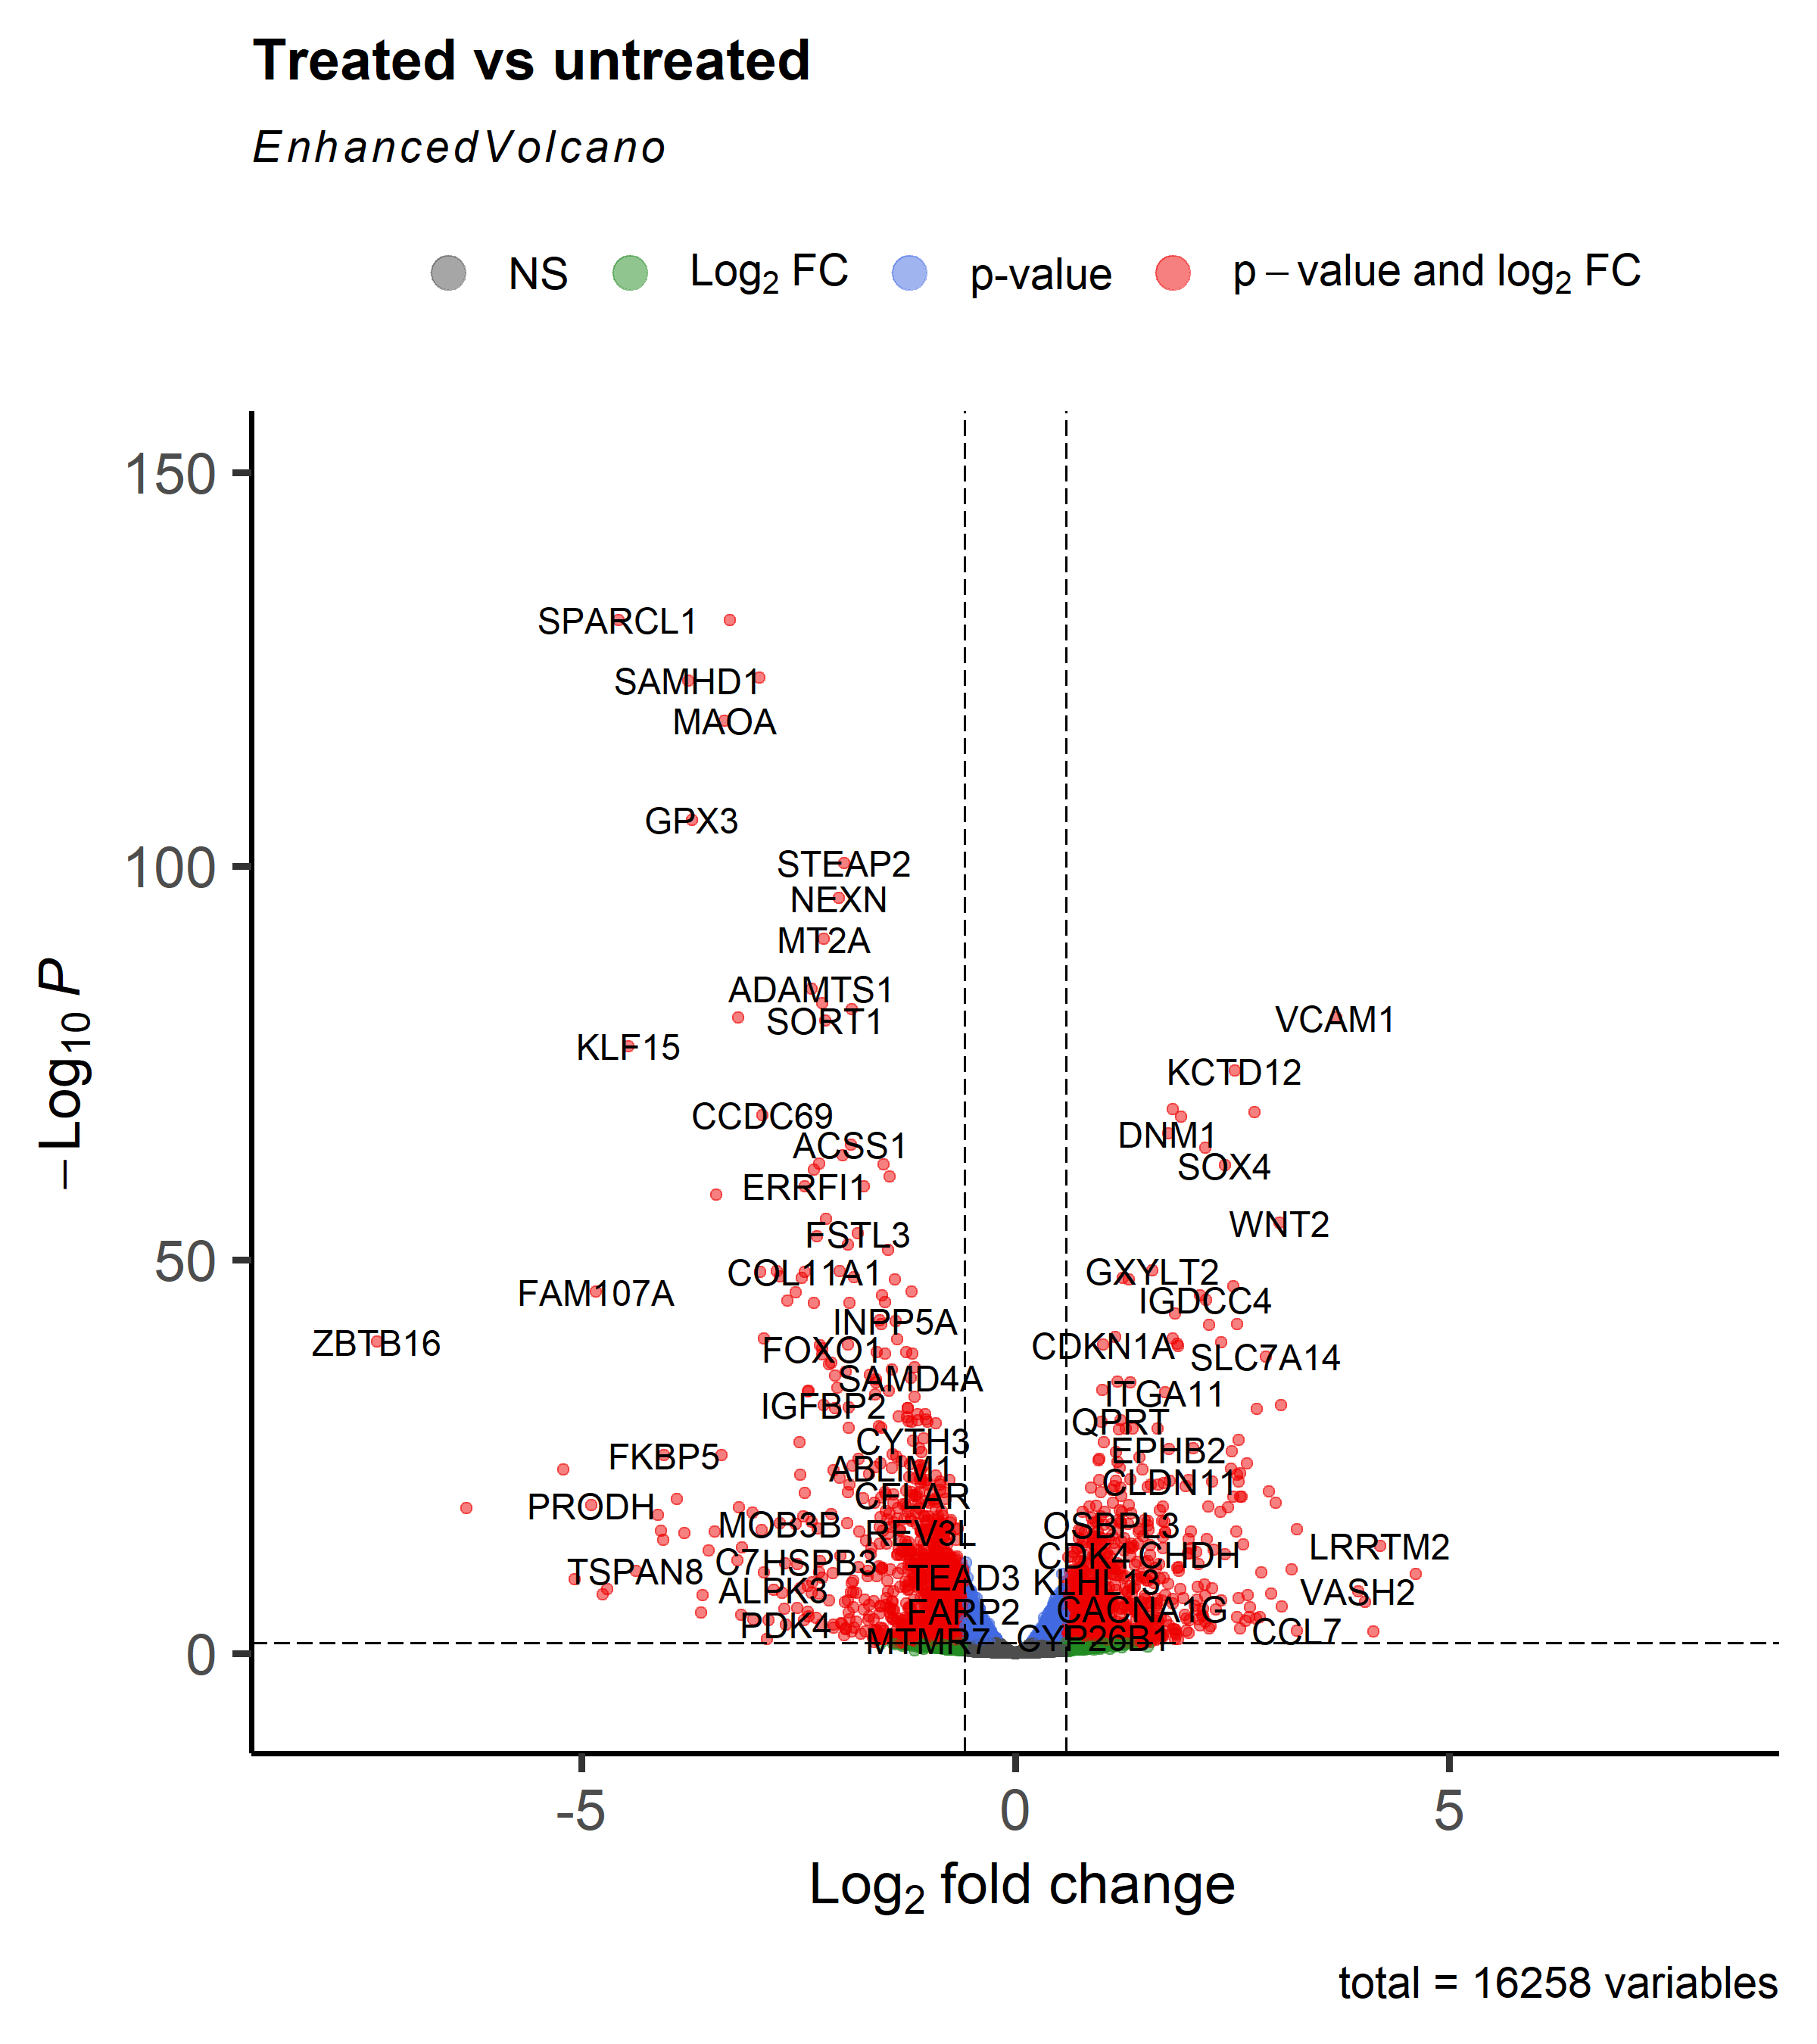 Treated vs untreated
EnhancedVolcano
NS Log2 FC p-value p – value and log2 FC
−Log10 P
150
100
50
0
SPARCL1
SAMHD1
MAOA
GPX3
STEAP2
NEXN
MT2A
ADAMTS1
SORT1
VCAM1
KLF15
KCTD12
CCDC69
DNM1
ACSS1
SOX4
ERRFI1
WNT2
FSTL3
COL11A1
GXYLT2
FAM107A
IGDCC4
INPP5A
ZBTB16
FOXO1
CDKN1A
SLC7A14
SAMD4A
ITGA11
IGFBP2
QPRT
CYTH3
EPHB2
FKBP5
ABLIM1
CLDN11
CFLAR
PRODH
MOB3B
OSBPL3
REV3L
LRRTM2
CDK4 CHDH
C7 HSPB3
TSPAN8
TEAD3
KLHL13
ALPK3
VASH2
FARP2
CACNA1G
PDK4
CCL7
MTMR7
CYP26B1
-5 0 5
Log2 fold change
total = 16258 variables